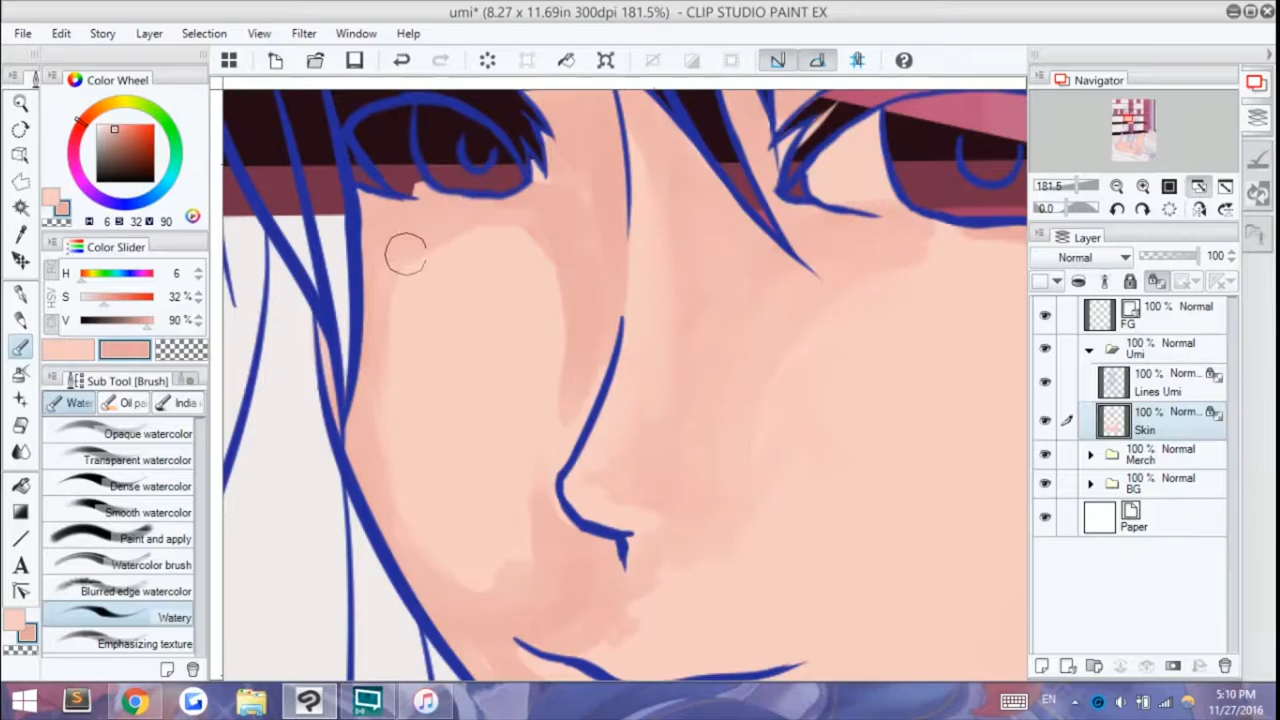 umi* (8.27 x 11.69in 300dpi 181.5%) - CLIP STUDIO PAINT EX
File Edit Story Layer Selection View Filter Window Help
Color Wheel
H 6 S 32 V 90
Color Slider
H 6
S 32 %
V 90 %
Sub Tool [Brush]
Water Oil pa India
Opaque watercolor
Transparent watercolor
Dense watercolor
Smooth watercolor
Paint and apply
Watercolor brush
Blurred edge watercolor
Watery
Emphasizing texture
Navigator
181.5
0.0
Layer
Normal 100
100 % Normal
FG
100 % Normal
Umi
100 % Norm...
Lines Umi
100 % Norm...
Skin
100 % Normal
Merch
100 % Normal
BG
Paper
EN
5:10 PM
11/27/2016